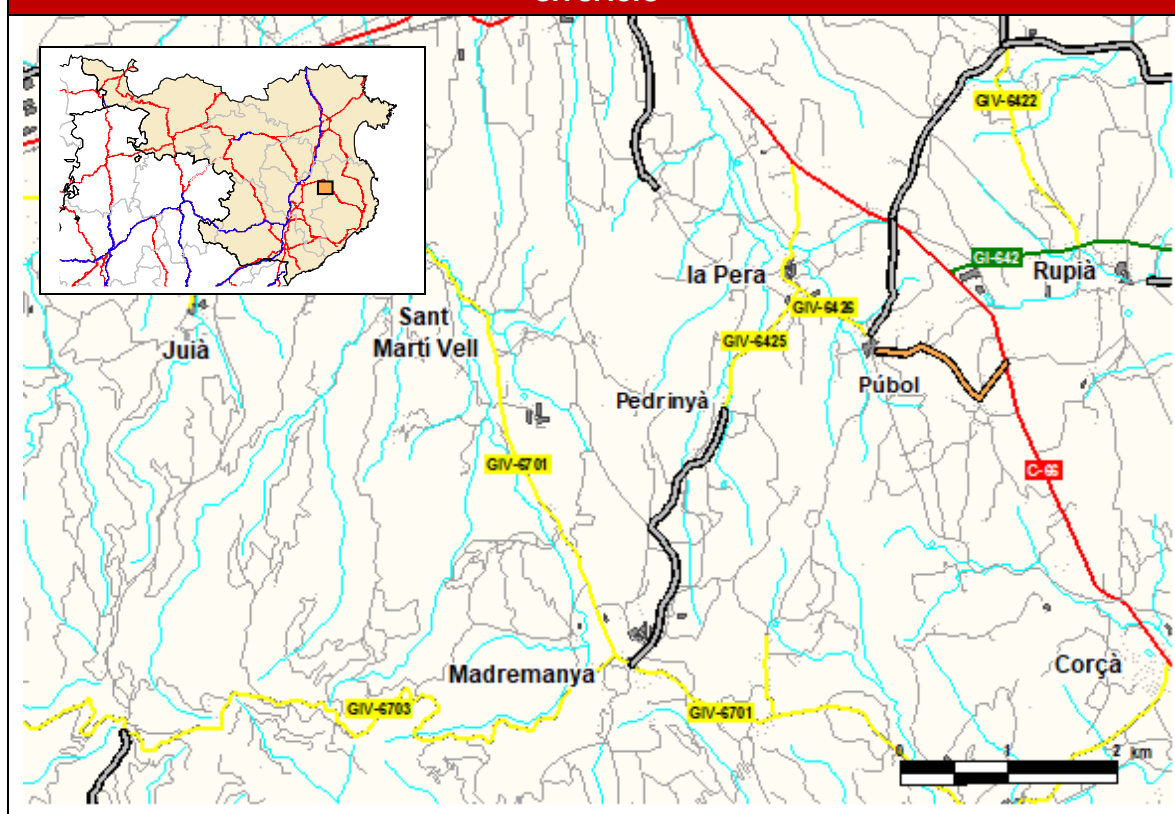 GIV-6422
GI-642
Rupià
la Pera
GIV-6426
Sant
Martí Vell
Juià
GIV-6425
Púbol
Pedrinyà
GIV-6701
C-66
Madremanya
Corçà
GIV-6703
GIV-6701
0 1 2 km